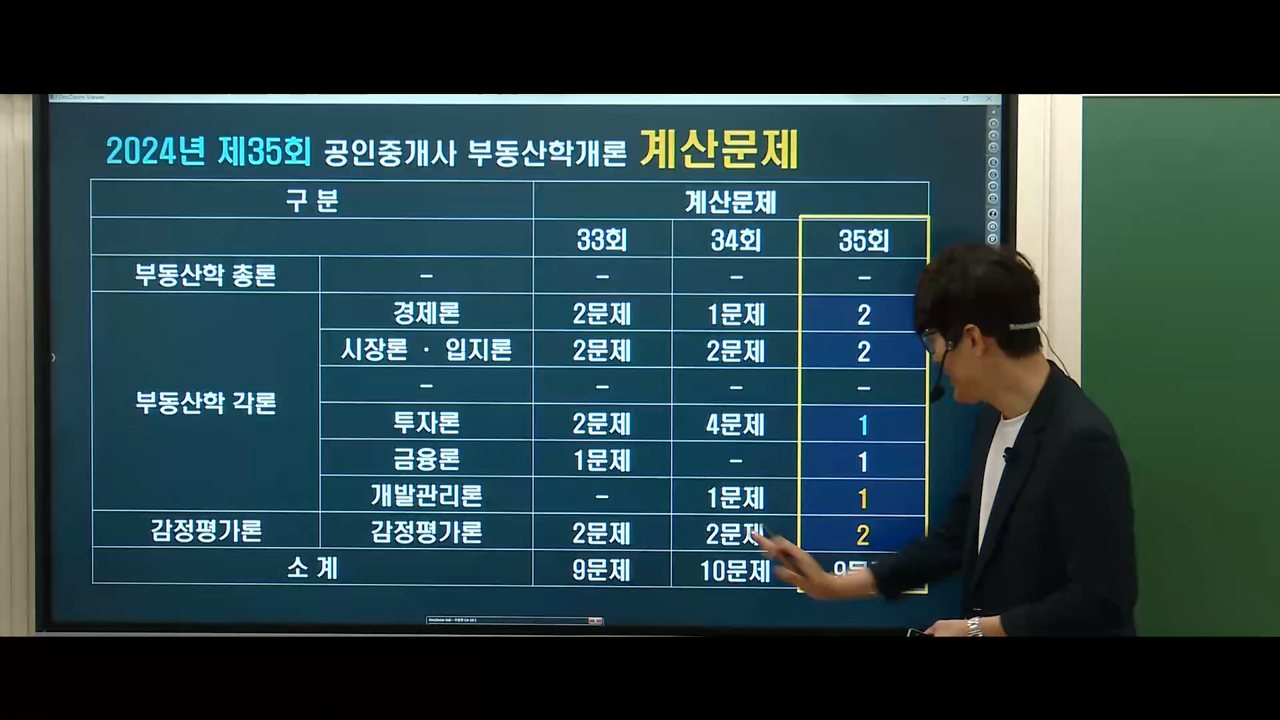 2024년 제35회 공인중개사 부동산학개론 계산문제
구 분 계산문제
33회 34회 35회
부동산학 총론 – – – –
부동산학 각론
경제론 2문제 1문제 2
시장론 · 입지론 2문제 2문제 2
– – – –
투자론 2문제 4문제 1
금융론 1문제 – 1
개발관리론 – 1문제 1
감정평가론 감정평가론 2문제 2문제 2
소 계 9문제 10문제